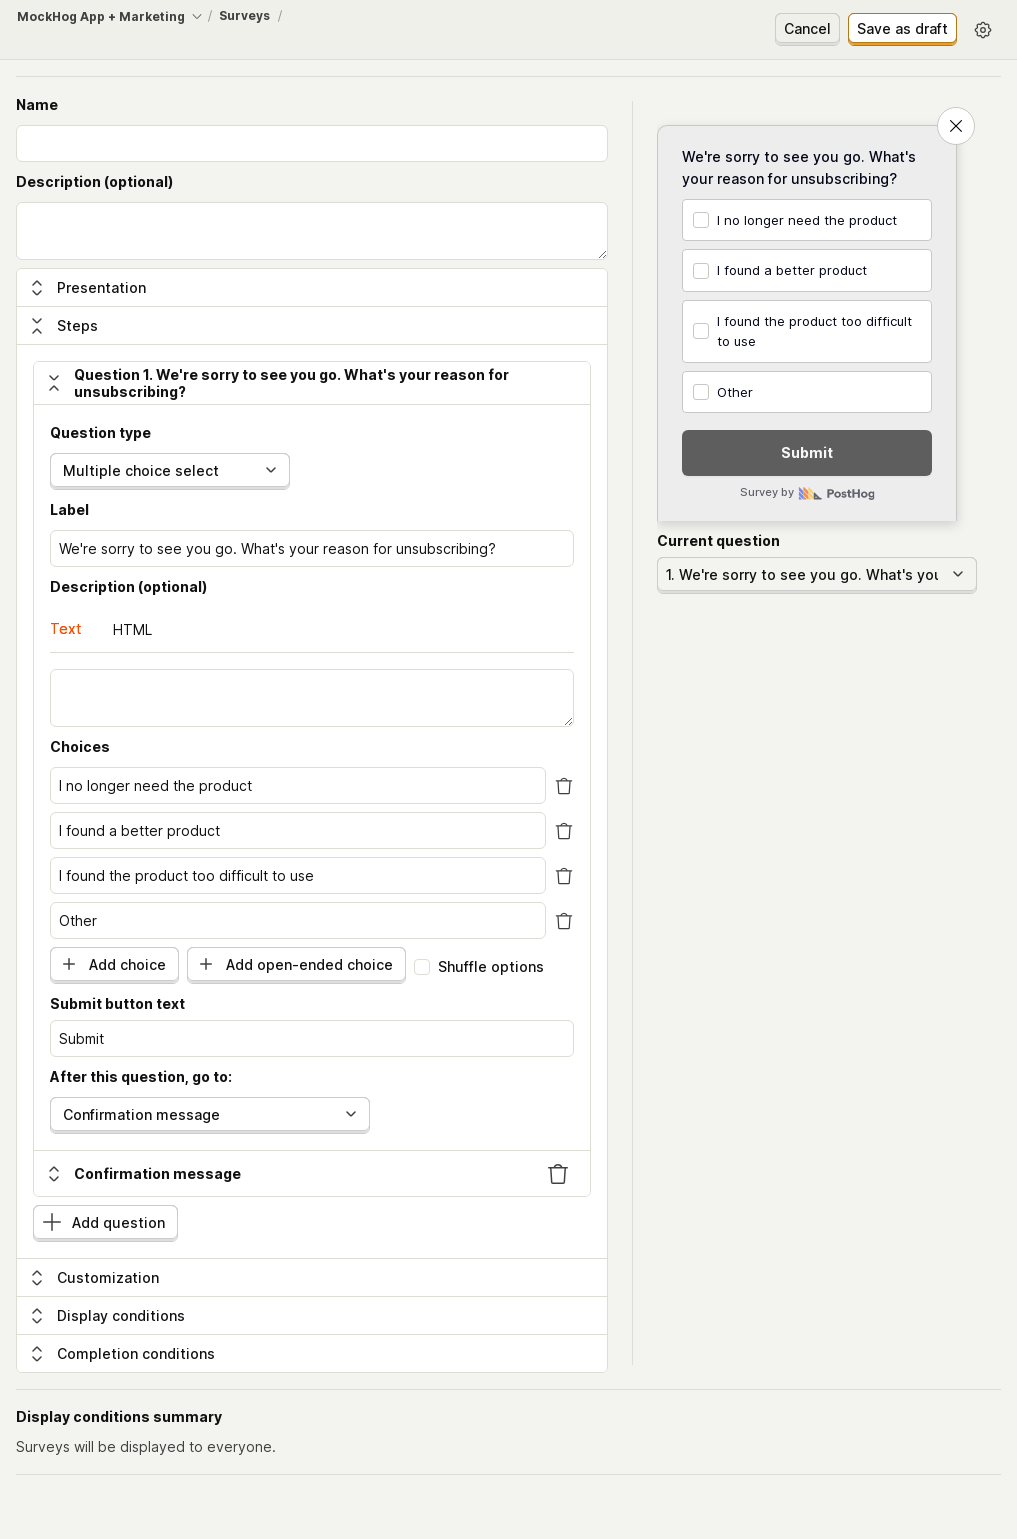 MockHog App + Marketing / Surveys /
Cancel
Save as draft
Name
Description (optional)
Presentation
Steps
Question 1. We're sorry to see you go. What's your reason for
unsubscribing?
Question type
Multiple choice select
Label
We're sorry to see you go. What's your reason for unsubscribing?
Description (optional)
Text
HTML
Choices
I no longer need the product
I found a better product
I found the product too difficult to use
Other
Add choice
Add open-ended choice
Shuffle options
Submit button text
Submit
After this question, go to:
Confirmation message
Confirmation message
Add question
Customization
Display conditions
Completion conditions
We're sorry to see you go. What's
your reason for unsubscribing?
I no longer need the product
I found a better product
I found the product too difficult
to use
Other
Submit
Survey by PostHog
Current question
1. We're sorry to see you go. What's you
Display conditions summary
Surveys will be displayed to everyone.